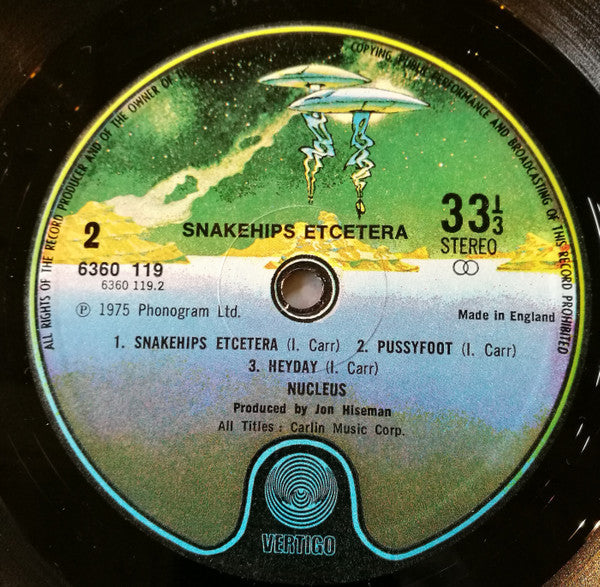 ALL RIGHTS OF THE RECORD PRODUCER AND OF THE OWNER OF
COPYING, PUBLIC PERFORMANCE AND BROADCASTING OF THIS RECORD PROHIBITED
2
SNAKEHIPS ETCETERA
33⅓
STEREO
6360 119
6360 119.2
Ⓟ 1975 Phonogram Ltd.
Made in England
1. SNAKEHIPS ETCETERA (I. Carr) 2. PUSSYFOOT (I. Carr)
3. HEYDAY (I. Carr)
NUCLEUS
Produced by Jon Hiseman
All Titles : Carlin Music Corp.
VERTIGO